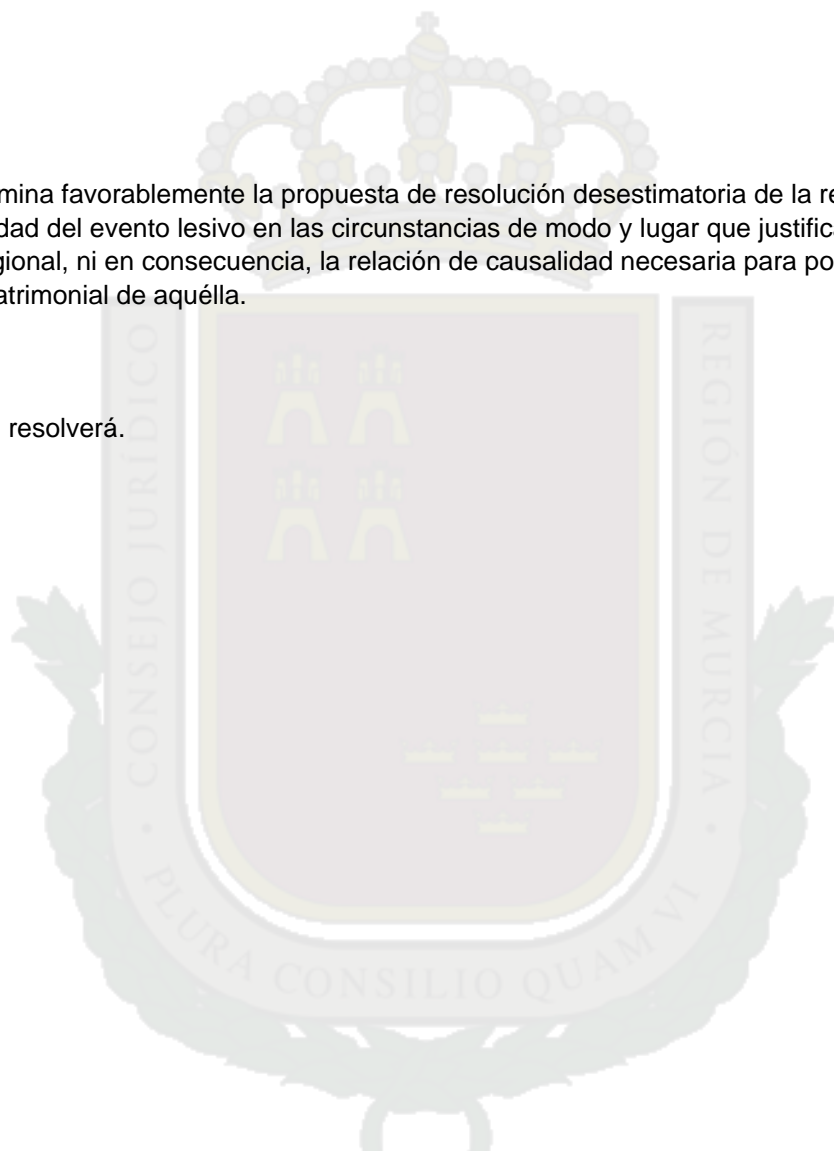 mina favorablemente la propuesta de resolución desestimatoria de la re
dad del evento lesivo en las circunstancias de modo y lugar que justifica
gional, ni en consecuencia, la relación de causalidad necesaria para po
atrimonial de aquélla.
resolverá.
CONSEJO JURÍDICO
REGIÓN DE MURCIA
PLURA CONSILIO QUAM VI